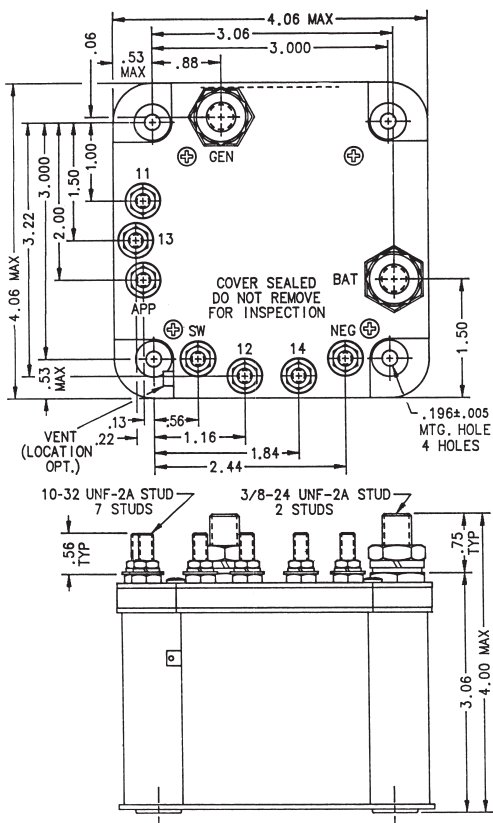 4.06 MAX
3.06
3.000
.53
MAX
.88
.06
GEN
11
13
APP
1.00
1.50
2.00
3.000
3.22
4.06 MAX
.53
MAX
COVER SEALED
DO NOT REMOVE
FOR INSPECTION
BAT
1.50
SW
12
14
NEG
.196±.005
MTG. HOLE
4 HOLES
VENT
(LOCATION
OPT.)
.13
.22
.56
1.16
1.84
2.44
10-32 UNF-2A STUD
7 STUDS
3/8-24 UNF-2A STUD
2 STUDS
.56
TYP
.75
TYP
3.06
4.00 MAX